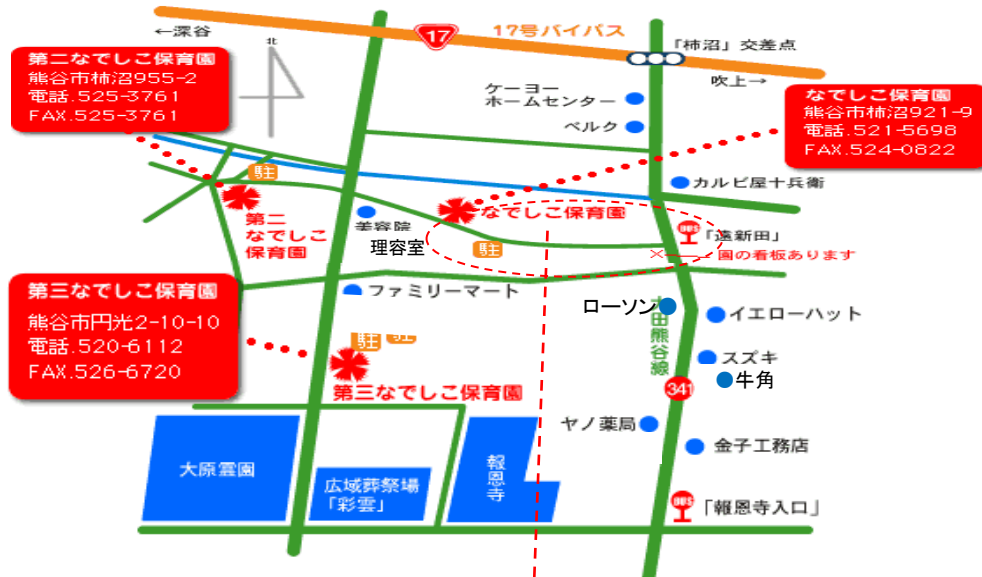 ←深谷
17
17号バイパス
「柿沼」交差点
吹上→
北
第二なでしこ保育園
熊谷市柿沼955-2
電話.525-3761
FAX.525-3761
ケーヨー
ホームセンター
ベルク
なでしこ保育園
熊谷市柿沼921-9
電話.521-5698
FAX.524-0822
駐
カルビ屋十兵衛
第二
なでしこ
保育園
美容院
理容室
なでしこ保育園
駐
BUS
「遠新田」
園の看板あります
第三なでしこ保育園
熊谷市円光2-10-10
電話.520-6112
FAX.526-6720
ファミリーマート
ローソン
太田熊谷線
イエローハット
駐
駐
スズキ
牛角
341
第三なでしこ保育園
ヤノ薬局
金子工務店
大原霊園
広域葬祭場
「彩雲」
報恩寺
BUS
「報恩寺入口」